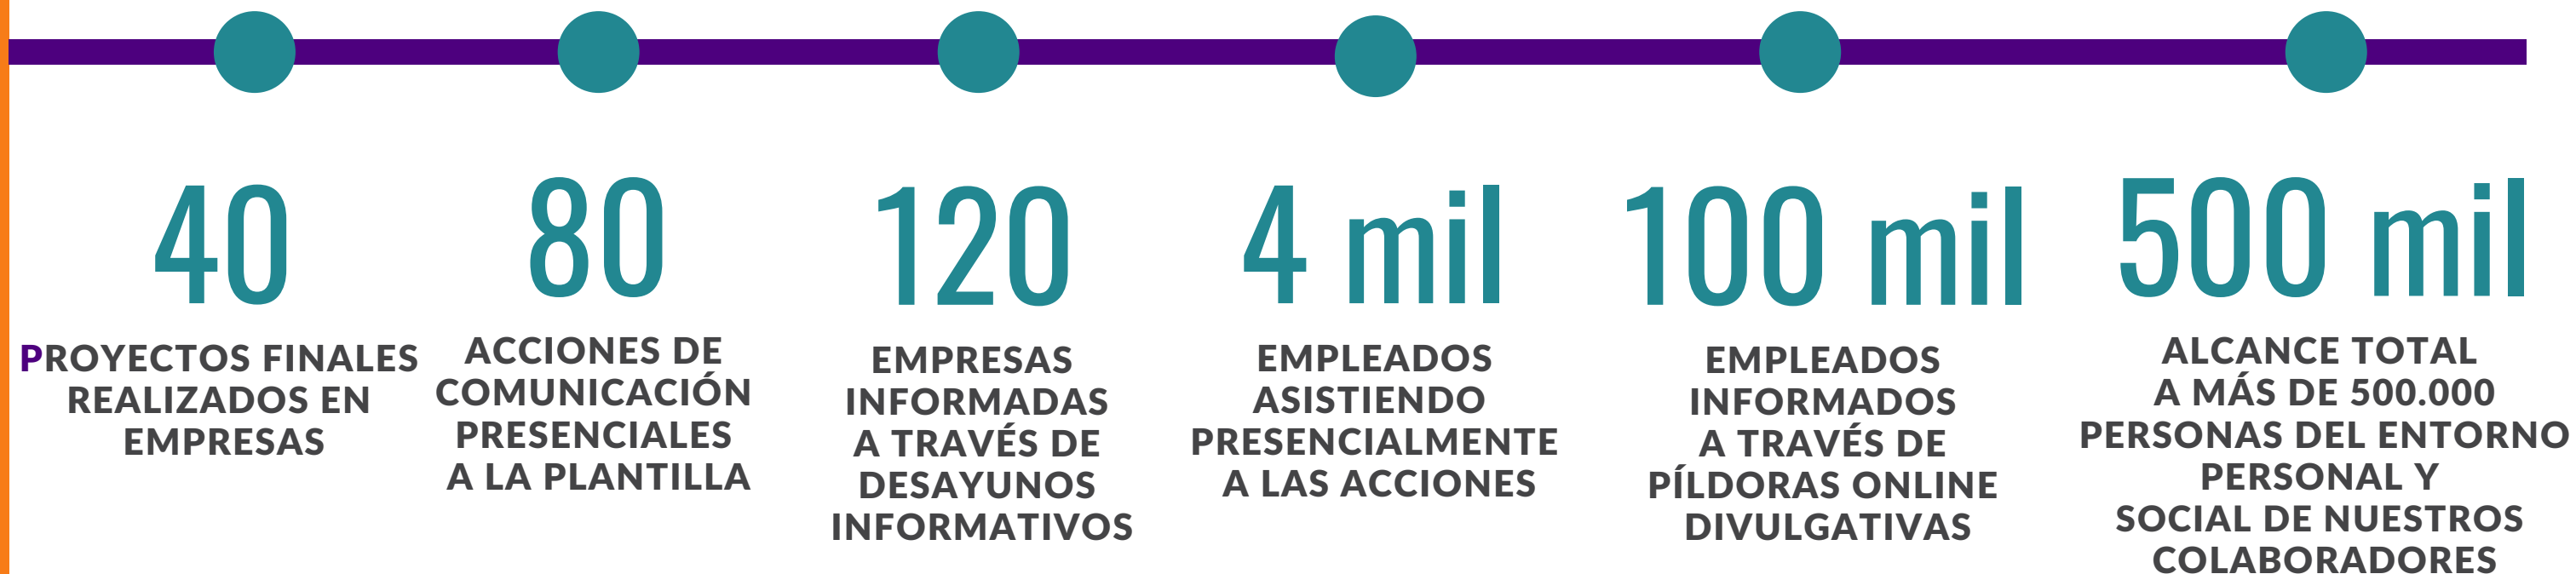 40
PROYECTOS FINALES
REALIZADOS EN
EMPRESAS
80
ACCIONES DE
COMUNICACIÓN
PRESENCIALES
A LA PLANTILLA
120
EMPRESAS
INFORMADAS
A TRAVÉS DE
DESAYUNOS
INFORMATIVOS
4 mil
EMPLEADOS
ASISTIENDO
PRESENCIALMENTE
A LAS ACCIONES
100 mil
EMPLEADOS
INFORMADOS
A TRAVÉS DE
PÍLDORAS ONLINE
DIVULGATIVAS
500 mil
ALCANCE TOTAL
A MÁS DE 500.000
PERSONAS DEL ENTORNO
PERSONAL Y
SOCIAL DE NUESTROS
COLABORADORES